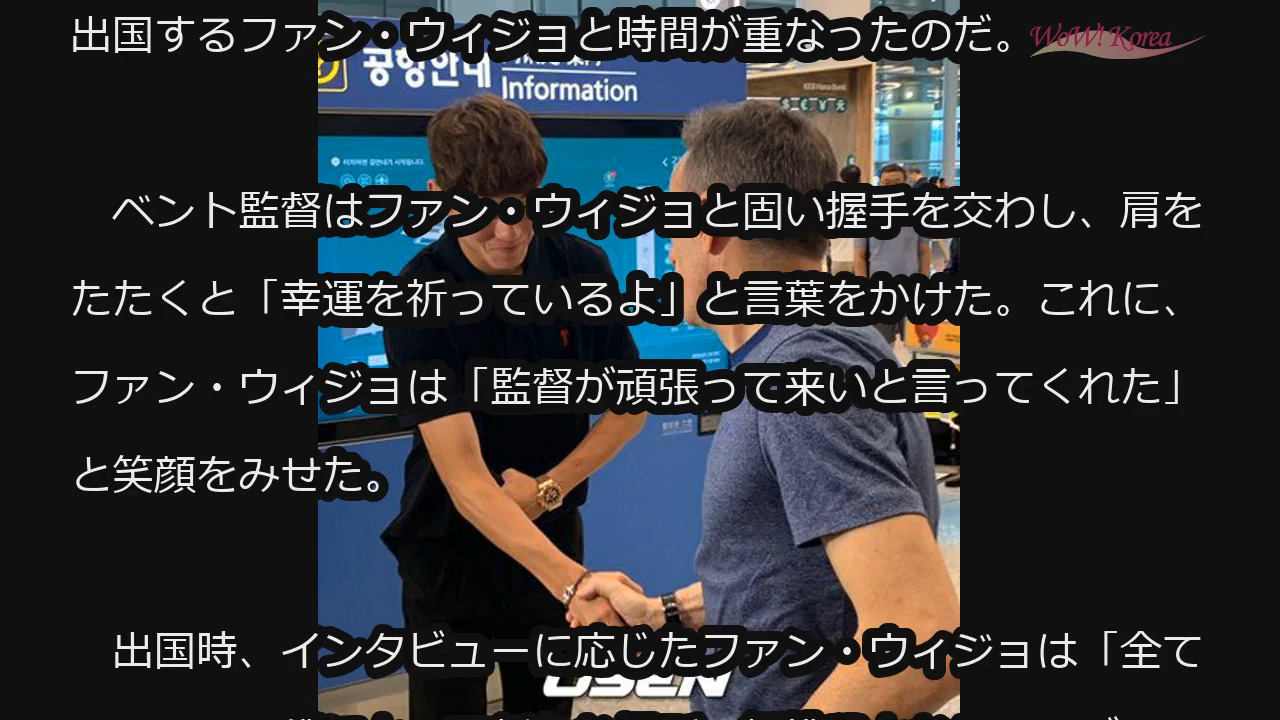 出国するファン・ウィジョと時間が重なったのだ。
WoW! Korea
공항안내
Information
KEB Hana Bank
$-€-¥-元
ベント監督はファン・ウィジョと固い握手を交わし、肩を
たたくと「幸運を祈っているよ」と言葉をかけた。これに、
ファン・ウィジョは「監督が頑張って来いと言ってくれた」
と笑顔をみせた。
出国時、インタビューに応じたファン・ウィジョは「全て
OSEN